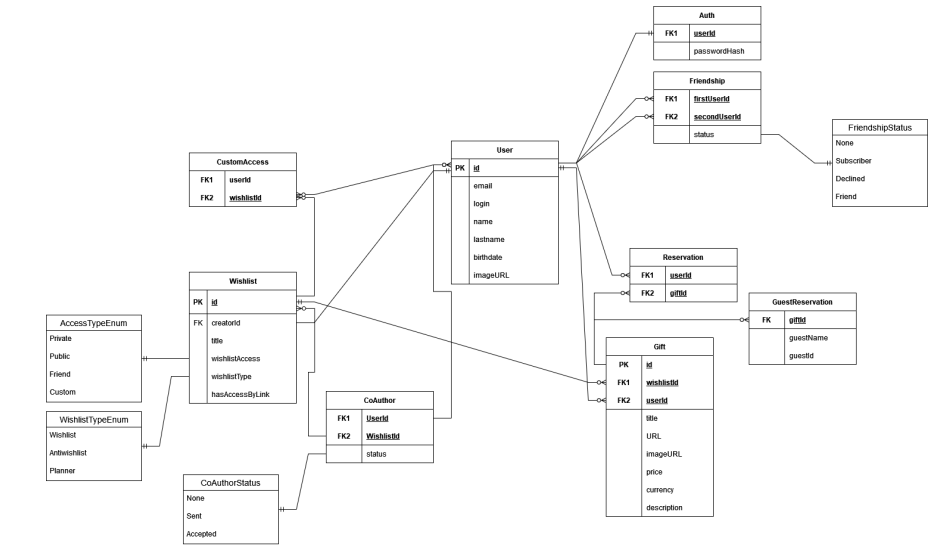 Auth
FK1 userId
passwordHash
Friendship
FK1 firstUserId
FK2 secondUserId
status
FriendshipStatus
None
Subscriber
Declined
Friend
User
PK id
email
login
name
lastname
birthdate
imageURL
CustomAccess
FK1 userId
FK2 wishlistId
Wishlist
PK id
FK creatorId
title
wishlistAccess
wishlistType
hasAccessByLink
AccessTypeEnum
Private
Public
Friend
Custom
WishlistTypeEnum
Wishlist
Antiwishlist
Planner
CoAuthor
FK1 UserId
FK2 WishlistId
status
CoAuthorStatus
None
Sent
Accepted
Reservation
FK1 userId
FK2 giftId
GuestReservation
FK giftId
guestName
guestId
Gift
PK id
FK1 wishlistId
FK2 userId
title
URL
imageURL
price
currency
description